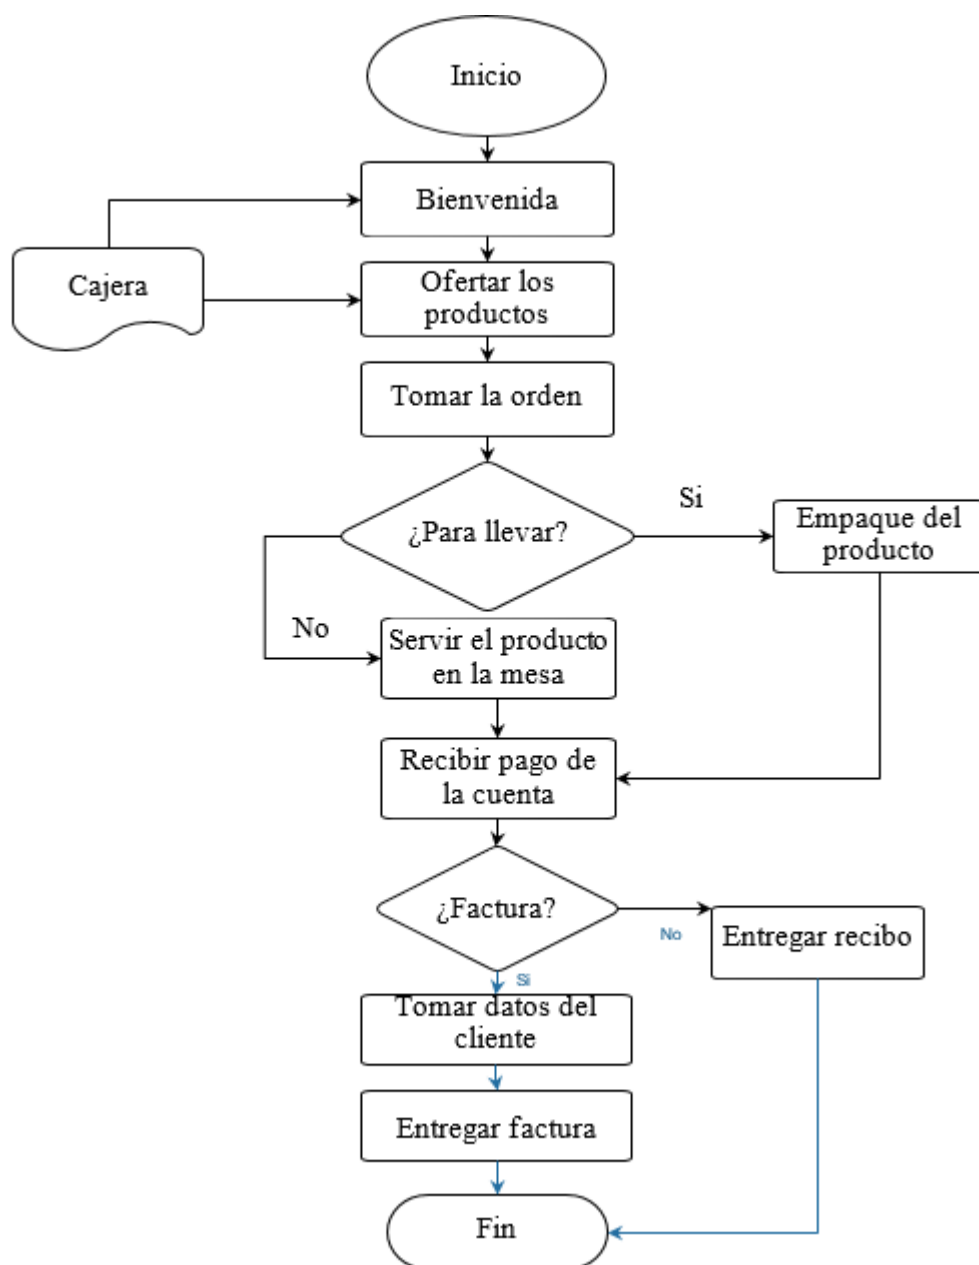 Inicio
Bienvenida
Cajera
Ofertar los
productos
Tomar la orden
¿Para llevar?
Si
Empaque del
producto
No
Servir el producto
en la mesa
Recibir pago de
la cuenta
¿Factura?
No
Entregar recibo
Si
Tomar datos del
cliente
Entregar factura
Fin